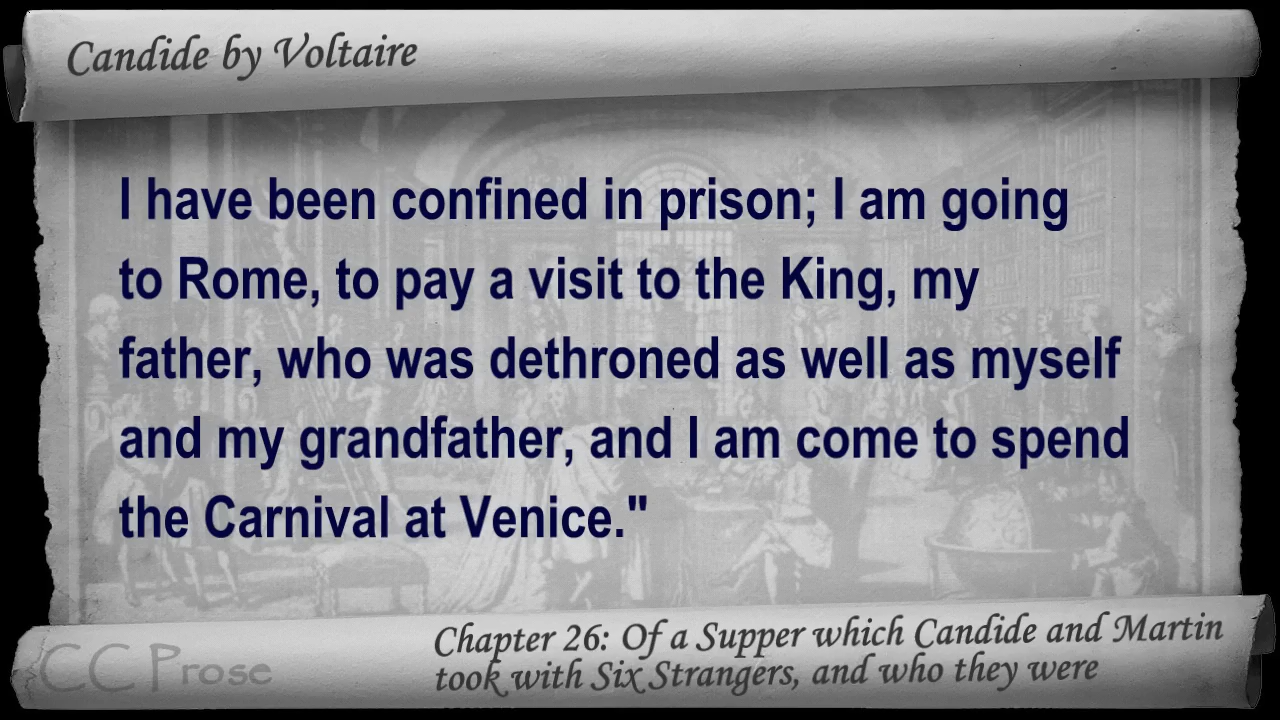 Candide by Voltaire
I have been confined in prison; I am going
to Rome, to pay a visit to the King, my
father, who was dethroned as well as myself
and my grandfather, and I am come to spend
the Carnival at Venice."
Chapter 26: Of a Supper which Candide and Martin
took with Six Strangers, and who they were
CC Prose